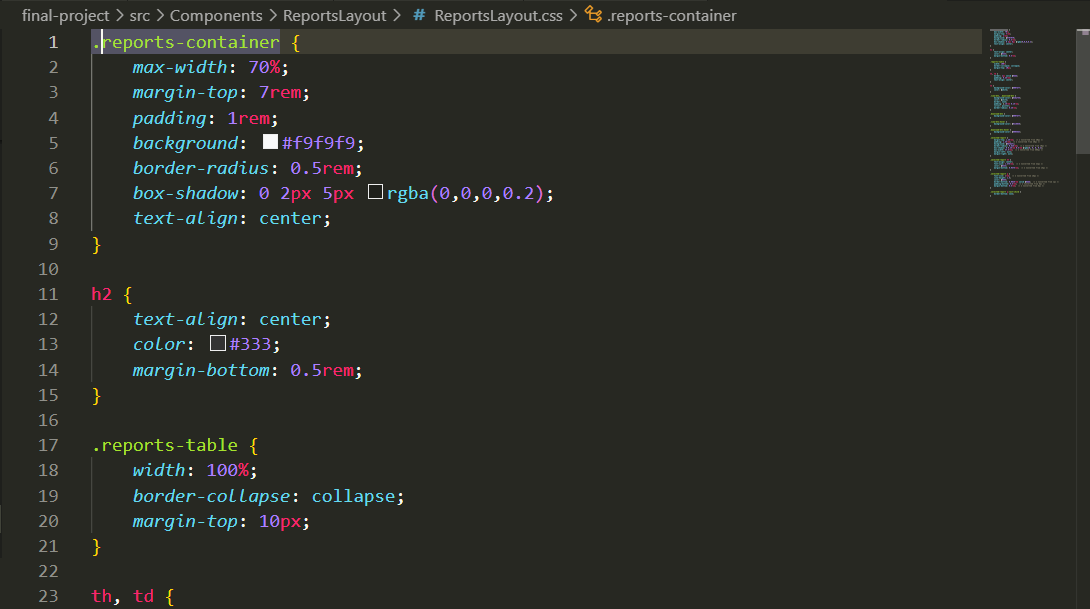 final-project > src > Components > ReportsLayout > # ReportsLayout.css > .reports-container
1 .reports-container {
2 max-width: 70%;
3 margin-top: 7rem;
4 padding: 1rem;
5 background: #f9f9f9;
6 border-radius: 0.5rem;
7 box-shadow: 0 2px 5px rgba(0,0,0,0.2);
8 text-align: center;
9 }
10
11 h2 {
12 text-align: center;
13 color: #333;
14 margin-bottom: 0.5rem;
15 }
16
17 .reports-table {
18 width: 100%;
19 border-collapse: collapse;
20 margin-top: 10px;
21 }
22
23 th, td {